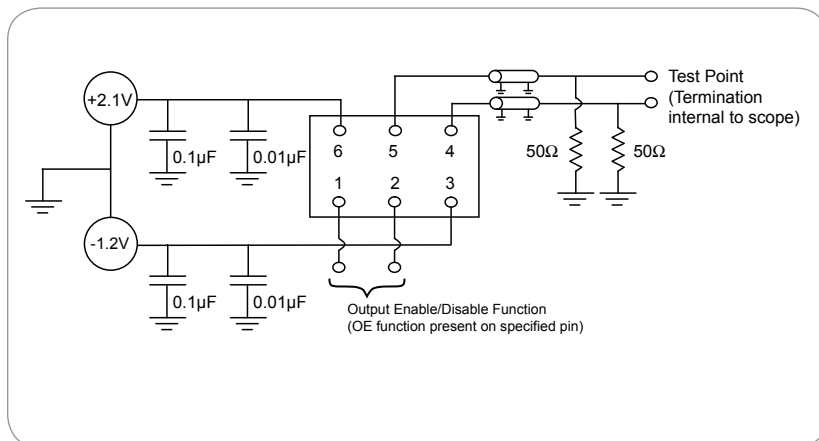 +2.1V
Test Point
(Termination
internal to scope)
0.1µF
0.01µF
6 5 4
50Ω
50Ω
1 2 3
-1.2V
0.1µF
0.01µF
Output Enable/Disable Function
(OE function present on specified pin)